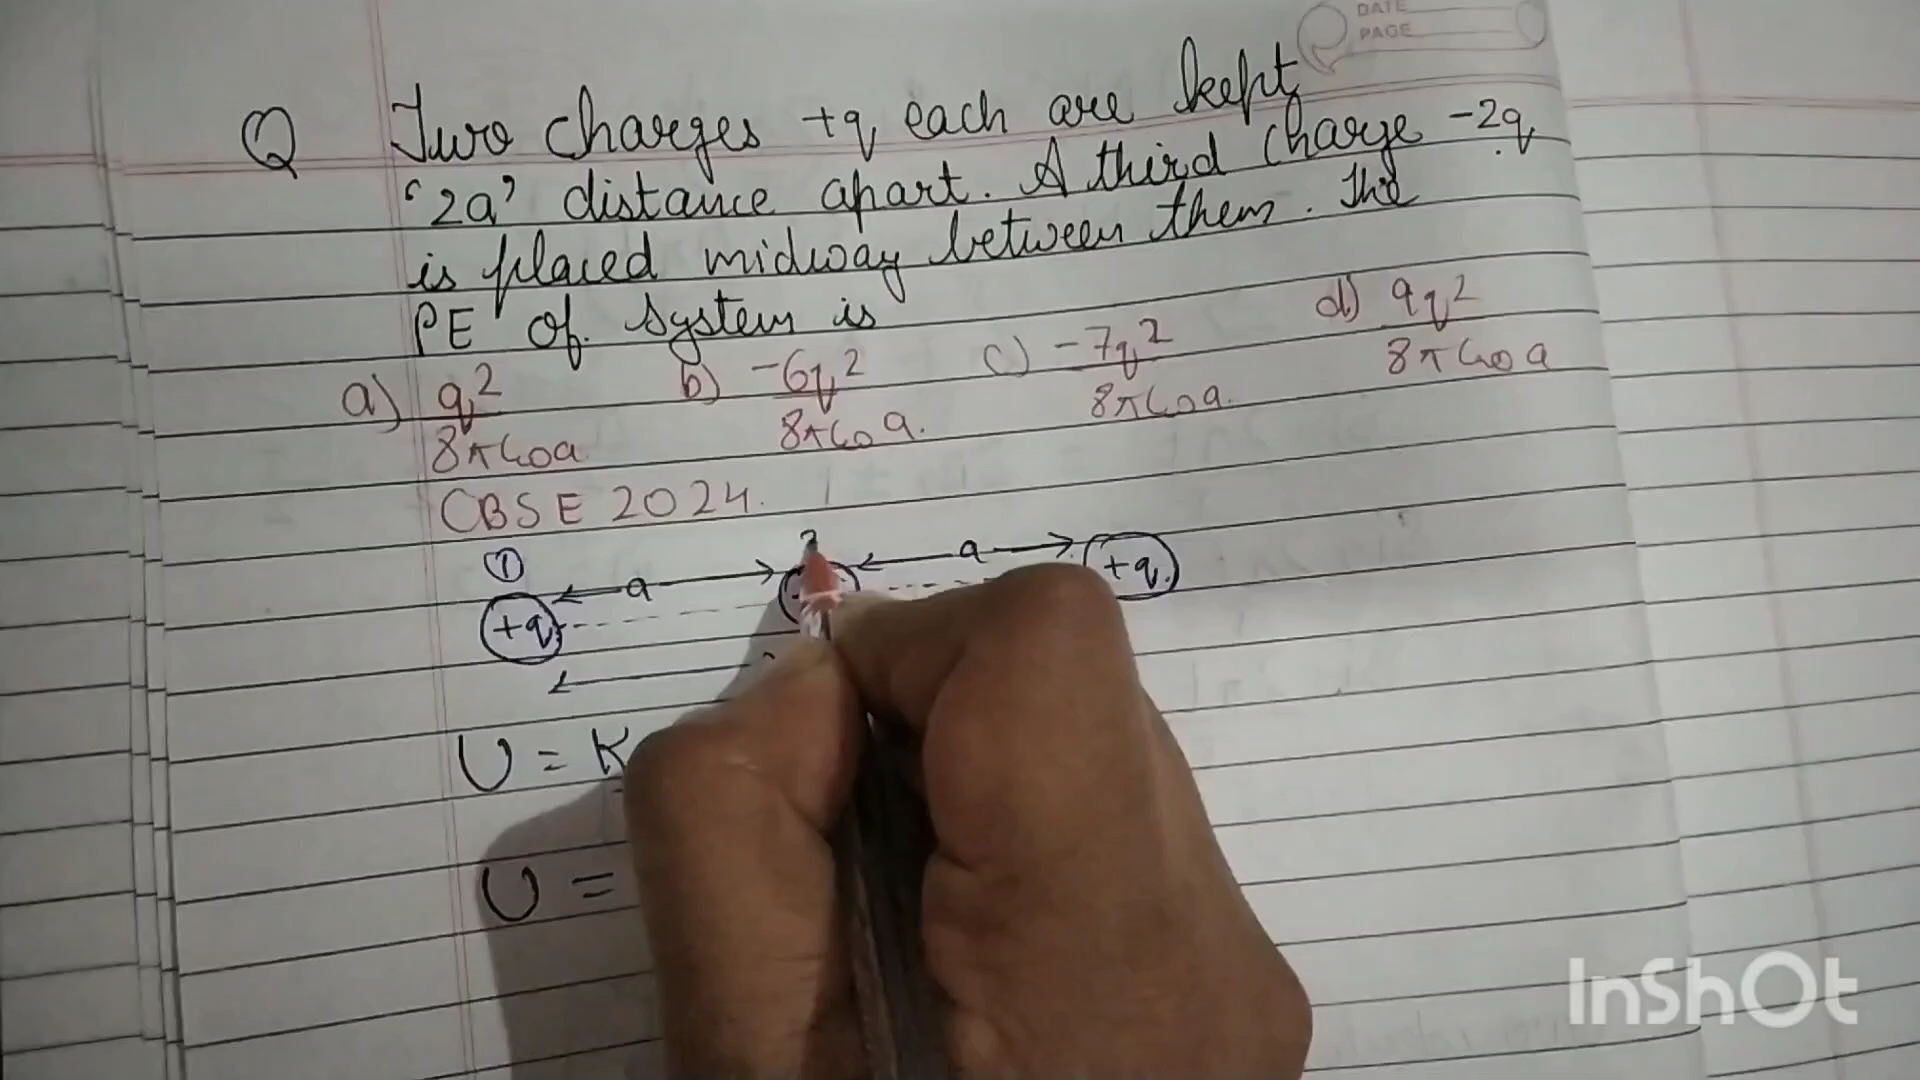 DATE
PAGE
Q Two charges +q each are kept
'2a' distance apart. A third charge -2q
is placed midway between them. The
PE of system is
a) q²/8π∈₀a b) -6q²/8π∈₀a. c) -7q²/8π∈₀a. d) 9q²/8π∈₀a
CBSE 2024.
① a a
+q +q.
U = K
U =
InShOt